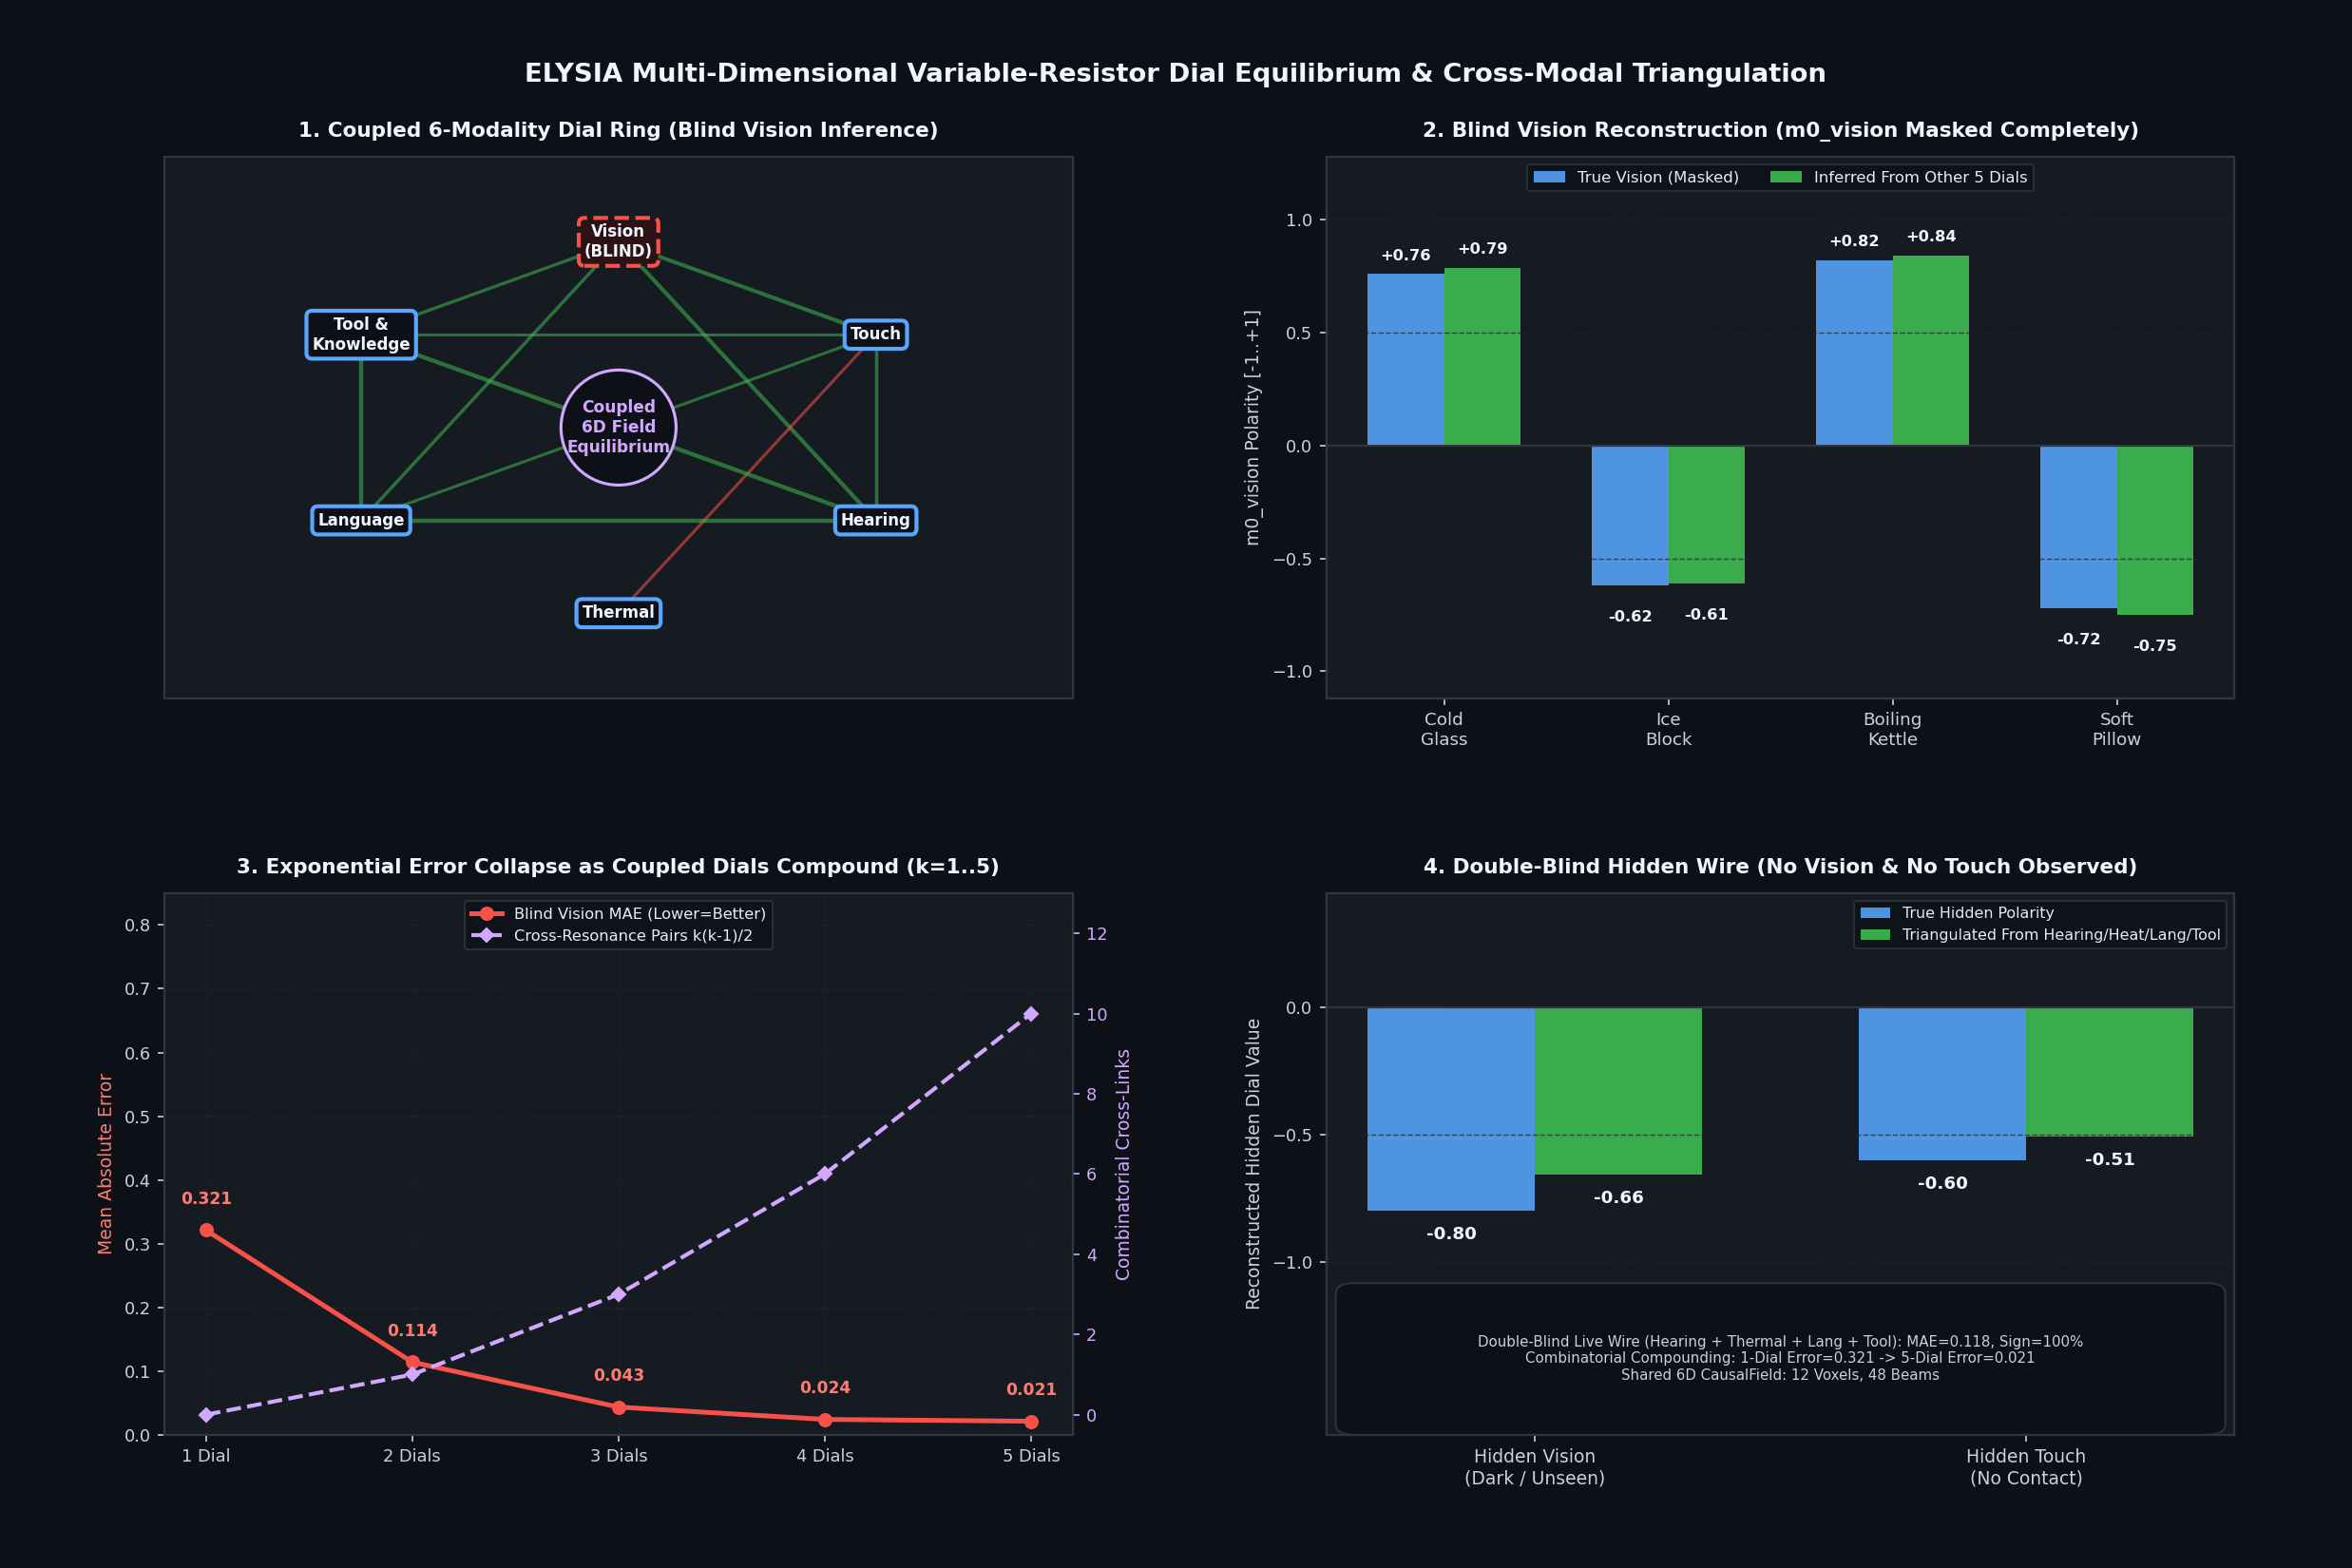 ELYSIA Multi-Dimensional Variable-Resistor Dial Equilibrium & Cross-Modal Triangulation
1. Coupled 6-Modality Dial Ring (Blind Vision Inference)
Vision
(BLIND)
Tool &
Knowledge
Touch
Coupled
6D Field
Equilibrium
Language
Hearing
Thermal
2. Blind Vision Reconstruction (m0_vision Masked Completely)
True Vision (Masked)
Inferred From Other 5 Dials
m0_vision Polarity [-1..+1]
1.0
0.5
0.0
−0.5
−1.0
+0.76
+0.79
-0.62
-0.61
+0.82
+0.84
-0.72
-0.75
Cold
Glass
Ice
Block
Boiling
Kettle
Soft
Pillow
3. Exponential Error Collapse as Coupled Dials Compound (k=1..5)
Blind Vision MAE (Lower=Better)
Cross-Resonance Pairs k(k-1)/2
Mean Absolute Error
0.8
0.7
0.6
0.5
0.4
0.3
0.2
0.1
0.0
0.321
0.114
0.043
0.024
0.021
12
10
8
6
4
2
0
Combinatorial Cross-Links
1 Dial
2 Dials
3 Dials
4 Dials
5 Dials
4. Double-Blind Hidden Wire (No Vision & No Touch Observed)
True Hidden Polarity
Triangulated From Hearing/Heat/Lang/Tool
Reconstructed Hidden Dial Value
0.0
−0.5
−1.0
-0.80
-0.66
-0.60
-0.51
Double-Blind Live Wire (Hearing + Thermal + Lang + Tool): MAE=0.118, Sign=100%
Combinatorial Compounding: 1-Dial Error=0.321 -> 5-Dial Error=0.021
Shared 6D CausalField: 12 Voxels, 48 Beams
Hidden Vision
(Dark / Unseen)
Hidden Touch
(No Contact)